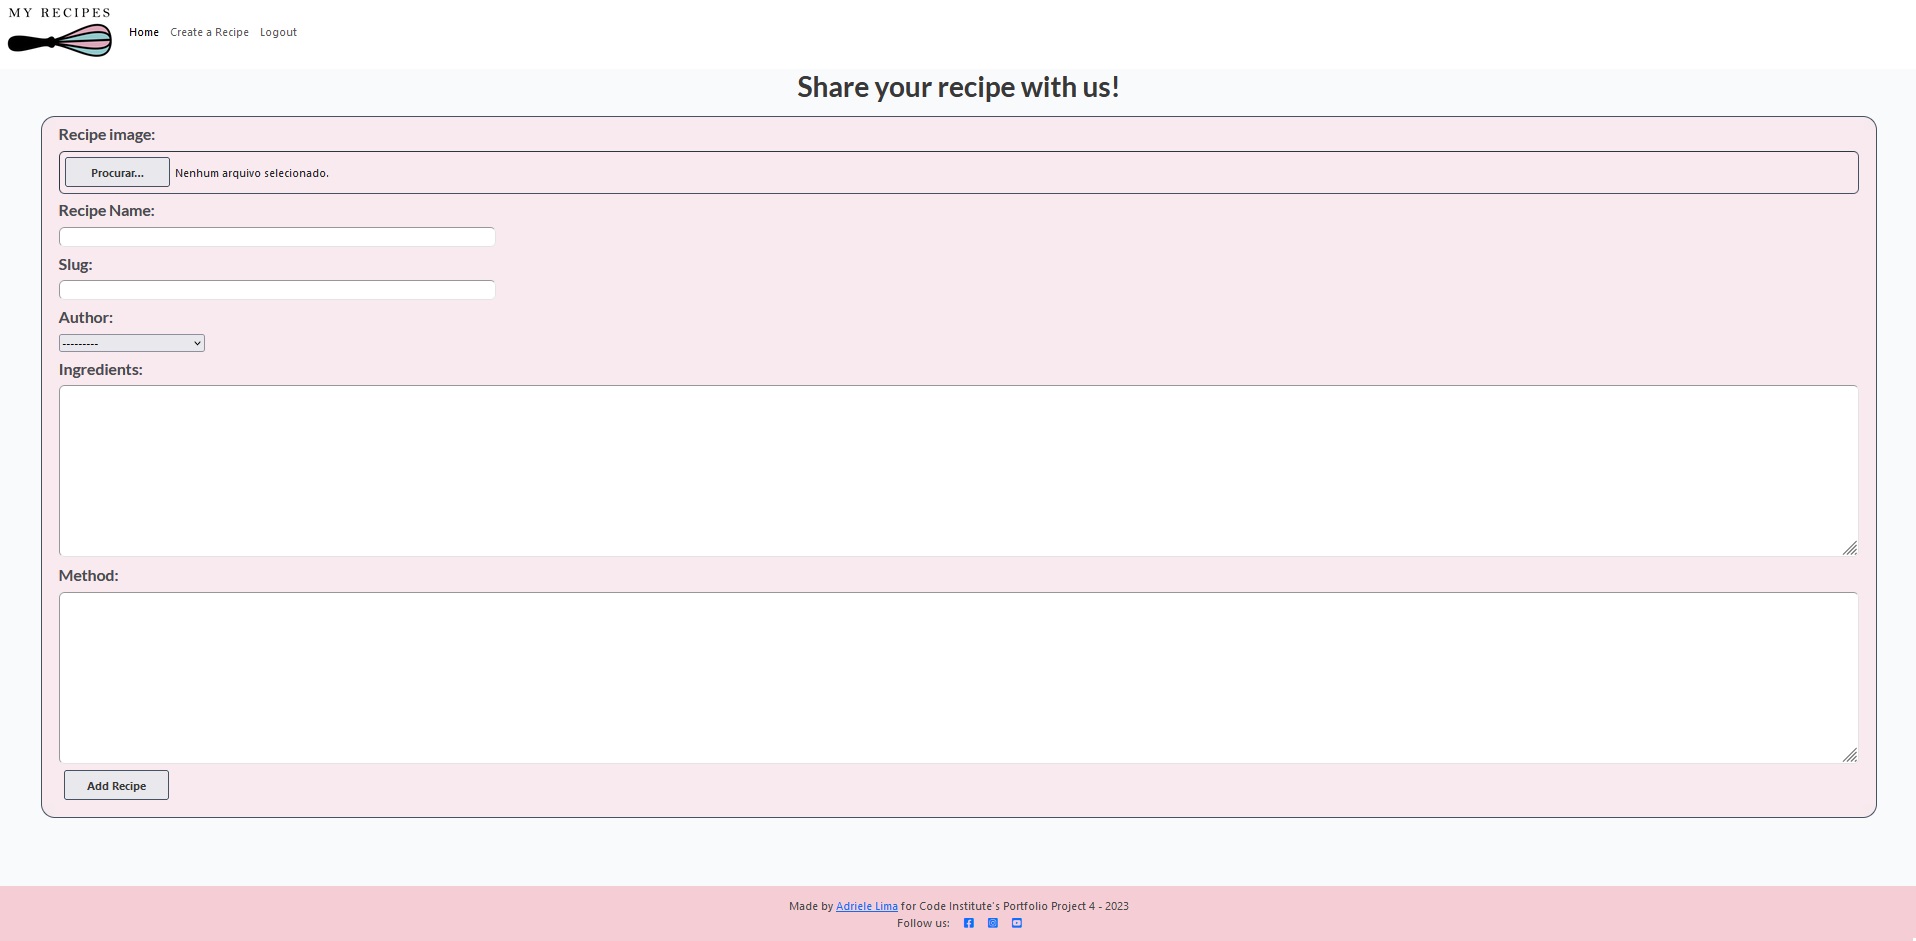 MY RECIPES
Home Create a Recipe Logout
Share your recipe with us!
Recipe image:
Procurar... Nenhum arquivo selecionado.
Recipe Name:
Slug:
Author:
---------
Ingredients:
Method:
Add Recipe
Made by Adriele Lima for Code Institute's Portfolio Project 4 - 2023
Follow us: